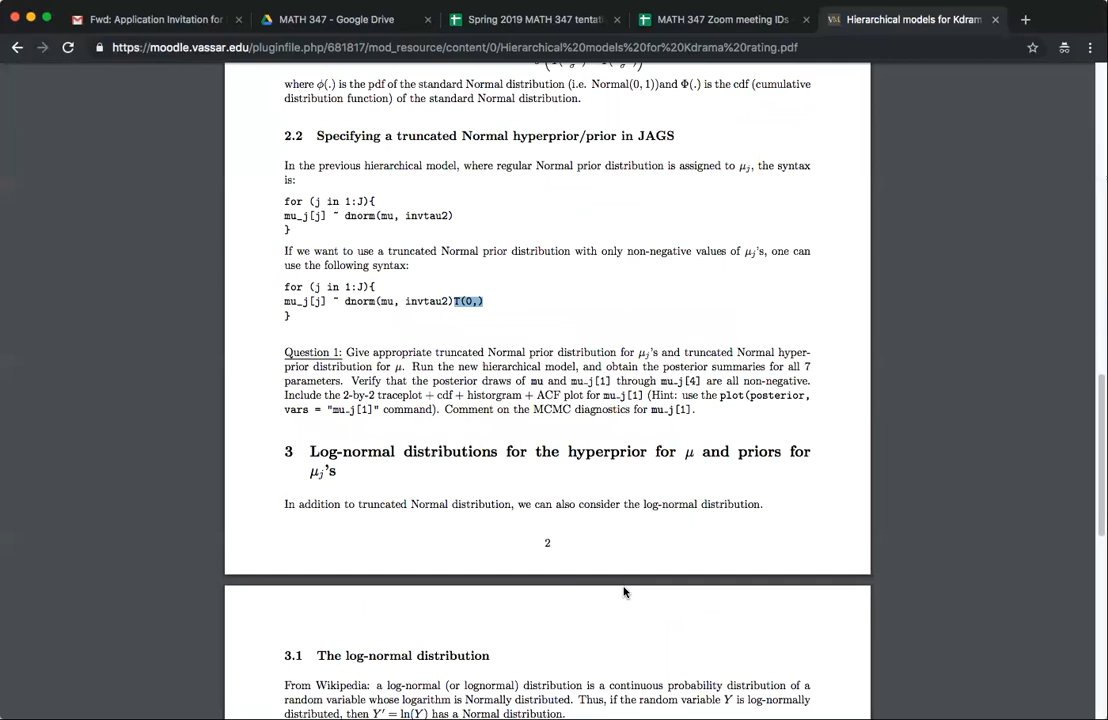 Fwd: Application Invitation for
MATH 347 - Google Drive
Spring 2019 MATH 347 tentati
MATH 347 Zoom meeting IDs -
Hierarchical models for Kdram
https://moodle.vassar.edu/pluginfile.php/681817/mod_resource/content/0/Hierarchical%20models%20for%20Kdrama%20rating.pdf
where ϕ(.) is the pdf of the standard Normal distribution (i.e. Normal(0, 1))and Φ(.) is the cdf (cumulative
distribution function) of the standard Normal distribution.
2.2 Specifying a truncated Normal hyperprior/prior in JAGS
In the previous hierarchical model, where regular Normal prior distribution is assigned to μj, the syntax
is:
for (j in 1:J){
mu_j[j] ~ dnorm(mu, invtau2)
}
If we want to use a truncated Normal prior distribution with only non-negative values of μj's, one can
use the following syntax:
for (j in 1:J){
mu_j[j] ~ dnorm(mu, invtau2)T(0,)
}
Question 1: Give appropriate truncated Normal prior distribution for μj's and truncated Normal hyper-
prior distribution for μ. Run the new hierarchical model, and obtain the posterior summaries for all 7
parameters. Verify that the posterior draws of mu and mu_j[1] through mu_j[4] are all non-negative.
Include the 2-by-2 traceplot + cdf + historgram + ACF plot for mu_j[1] (Hint: use the plot(posterior,
vars = "mu_j[1]" command). Comment on the MCMC diagnostics for mu_j[1].
3 Log-normal distributions for the hyperprior for μ and priors for
μj's
In addition to truncated Normal distribution, we can also consider the log-normal distribution.
2
3.1 The log-normal distribution
From Wikipedia: a log-normal (or lognormal) distribution is a continuous probability distribution of a
random variable whose logarithm is Normally distributed. Thus, if the random variable Y is log-normally
distributed, then Y' = ln(Y) has a Normal distribution.